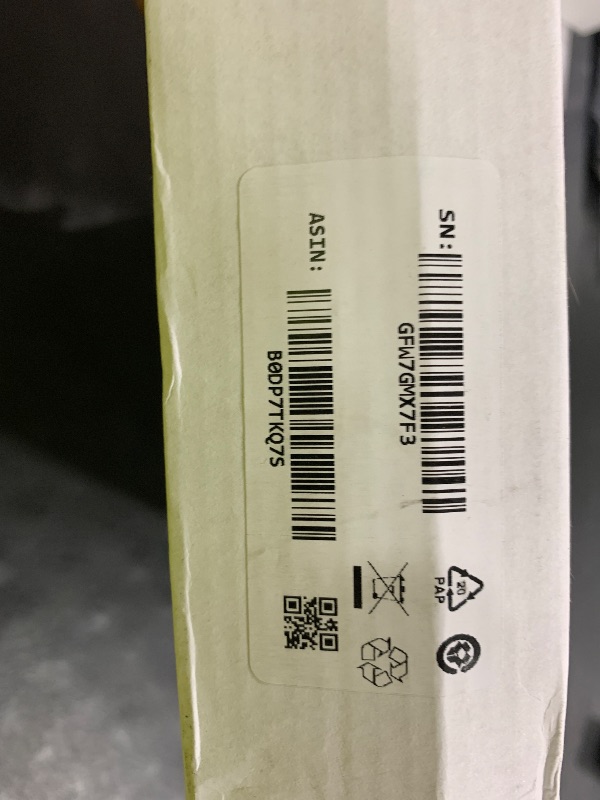 SN:
GFW7GMX7F3
ASIN:
B0DP7TKQ7S
20
PAP